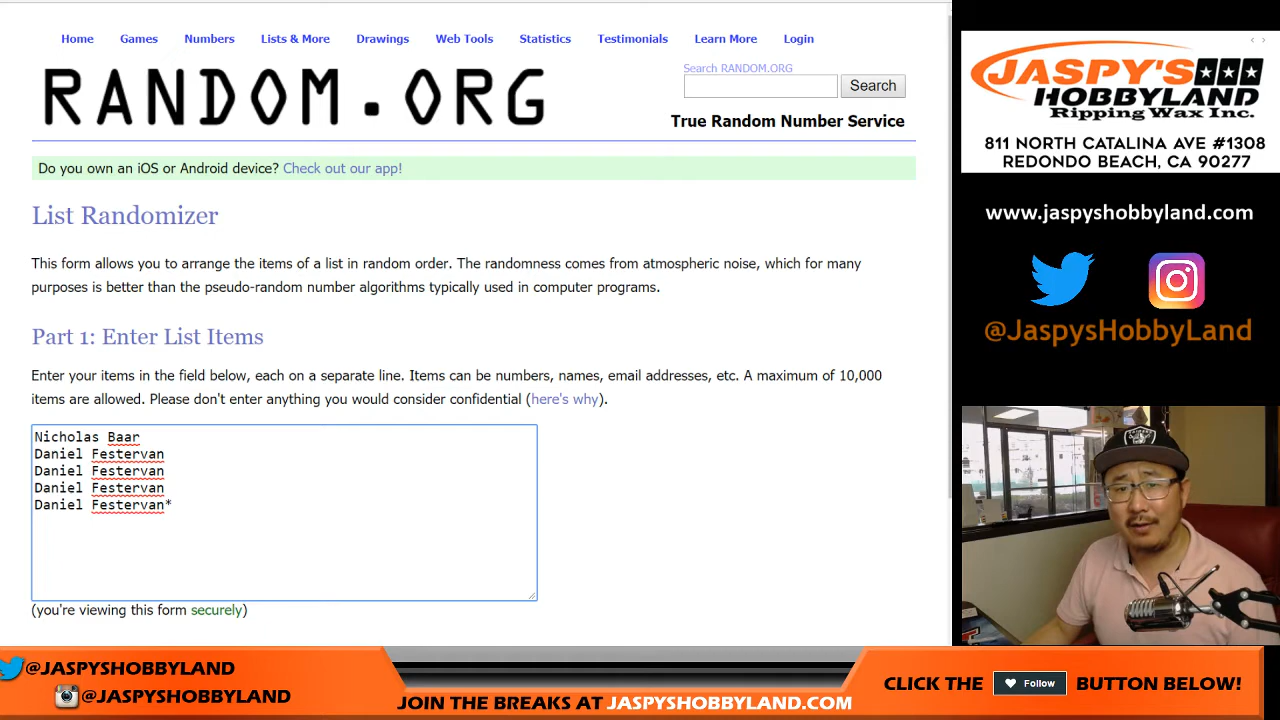 Home Games Numbers Lists & More Drawings Web Tools Statistics Testimonials Learn More Login
RANDOM.ORG
Search RANDOM.ORG
Search
True Random Number Service
Do you own an iOS or Android device? Check out our app!
List Randomizer
This form allows you to arrange the items of a list in random order. The randomness comes from atmospheric noise, which for many
purposes is better than the pseudo-random number algorithms typically used in computer programs.
Part 1: Enter List Items
Enter your items in the field below, each on a separate line. Items can be numbers, names, email addresses, etc. A maximum of 10,000
items are allowed. Please don't enter anything you would consider confidential (here's why).
Nicholas Baar
Daniel Festervan
Daniel Festervan
Daniel Festervan
Daniel Festervan*
(you're viewing this form securely)
JASPY'S
HOBBYLAND
Ripping Wax Inc.
811 NORTH CATALINA AVE #1308
REDONDO BEACH, CA 90277
www.jaspyshobbyland.com
@JaspysHobbyLand
@JASPYSHOBBYLAND
@JASPYSHOBBYLAND
JOIN THE BREAKS AT JASPYSHOBBYLAND.COM
CLICK THE Follow BUTTON BELOW!